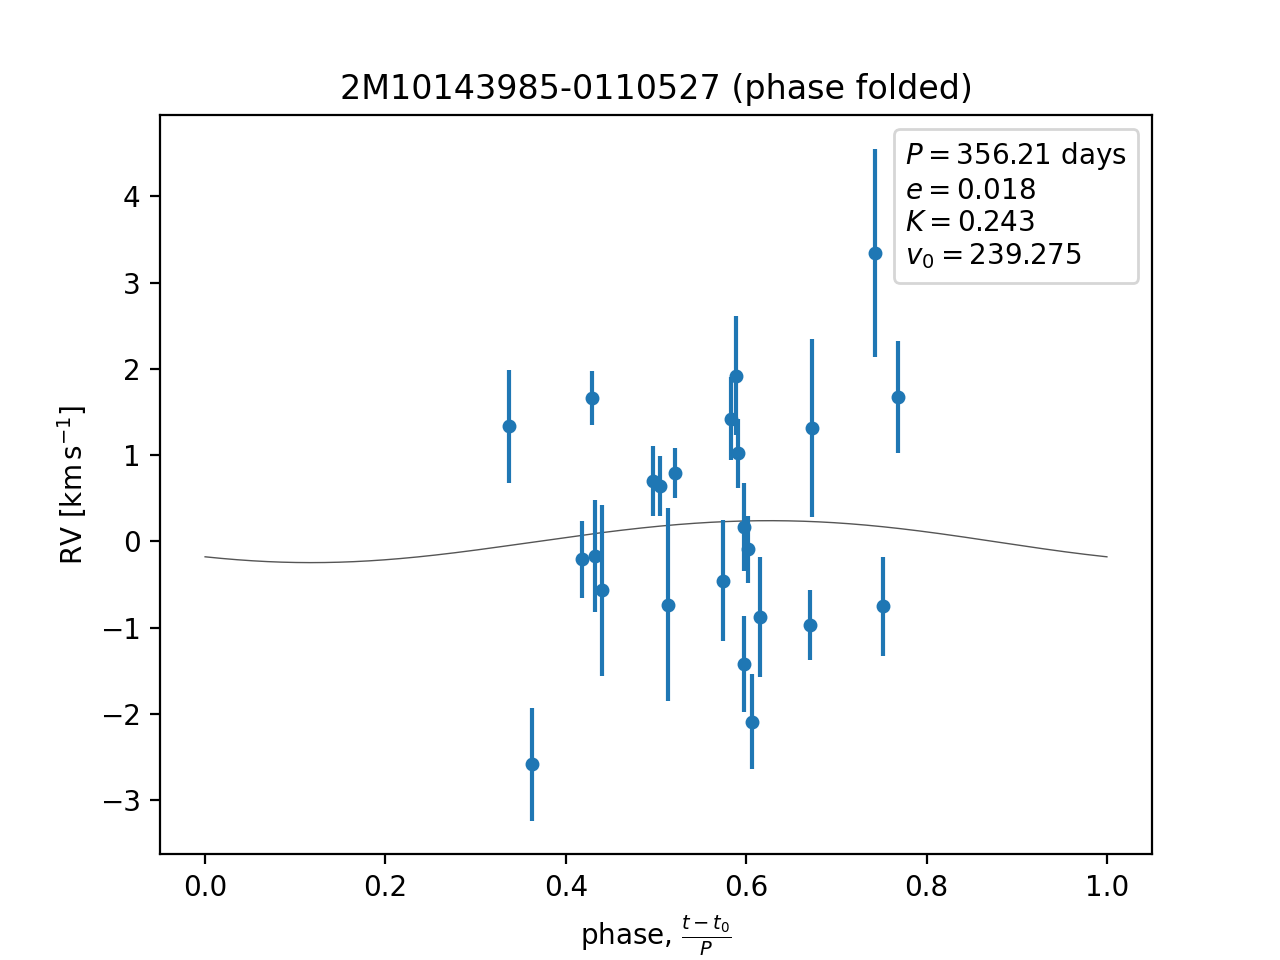 2M10143985-0110527 (phase folded)
P = 356.21 days
e = 0.018
K = 0.243
v₀ = 239.275
RV [km s⁻¹]
4
3
2
1
0
−1
−2
−3
0.0 0.2 0.4 0.6 0.8 1.0
phase, (t − t₀)/P